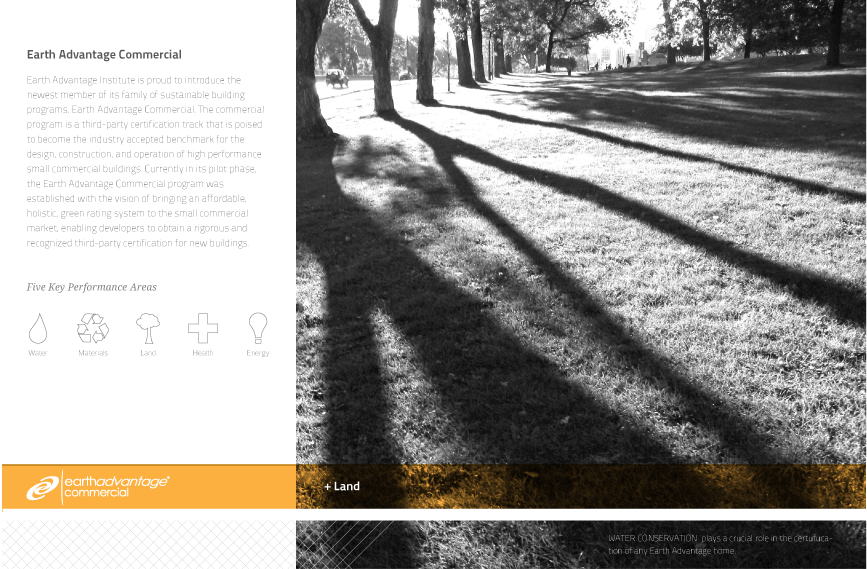 Earth Advantage Commercial
Earth Advantage Institute is proud to introduce the
newest member of its family of sustainable building
programs, Earth Advantage Commercial. The commercial
program is a third-party certification track that is poised
to become the industry accepted benchmark for the
design, construction, and operation of high performance
small commercial buildings. Currently in its pilot phase,
the Earth Advantage Commercial program was
established with the vision of bringing an affordable,
holistic, green rating system to the small commercial
market, enabling developers to obtain a rigorous and
recognized third-party certification for new buildings.
Five Key Performance Areas
Water Materials Land Health Energy
earthadvantage®
commercial
+ Land
WATER CONSERVATION plays a crucial role in the certufuca-
tion of any Earth Advantage home.